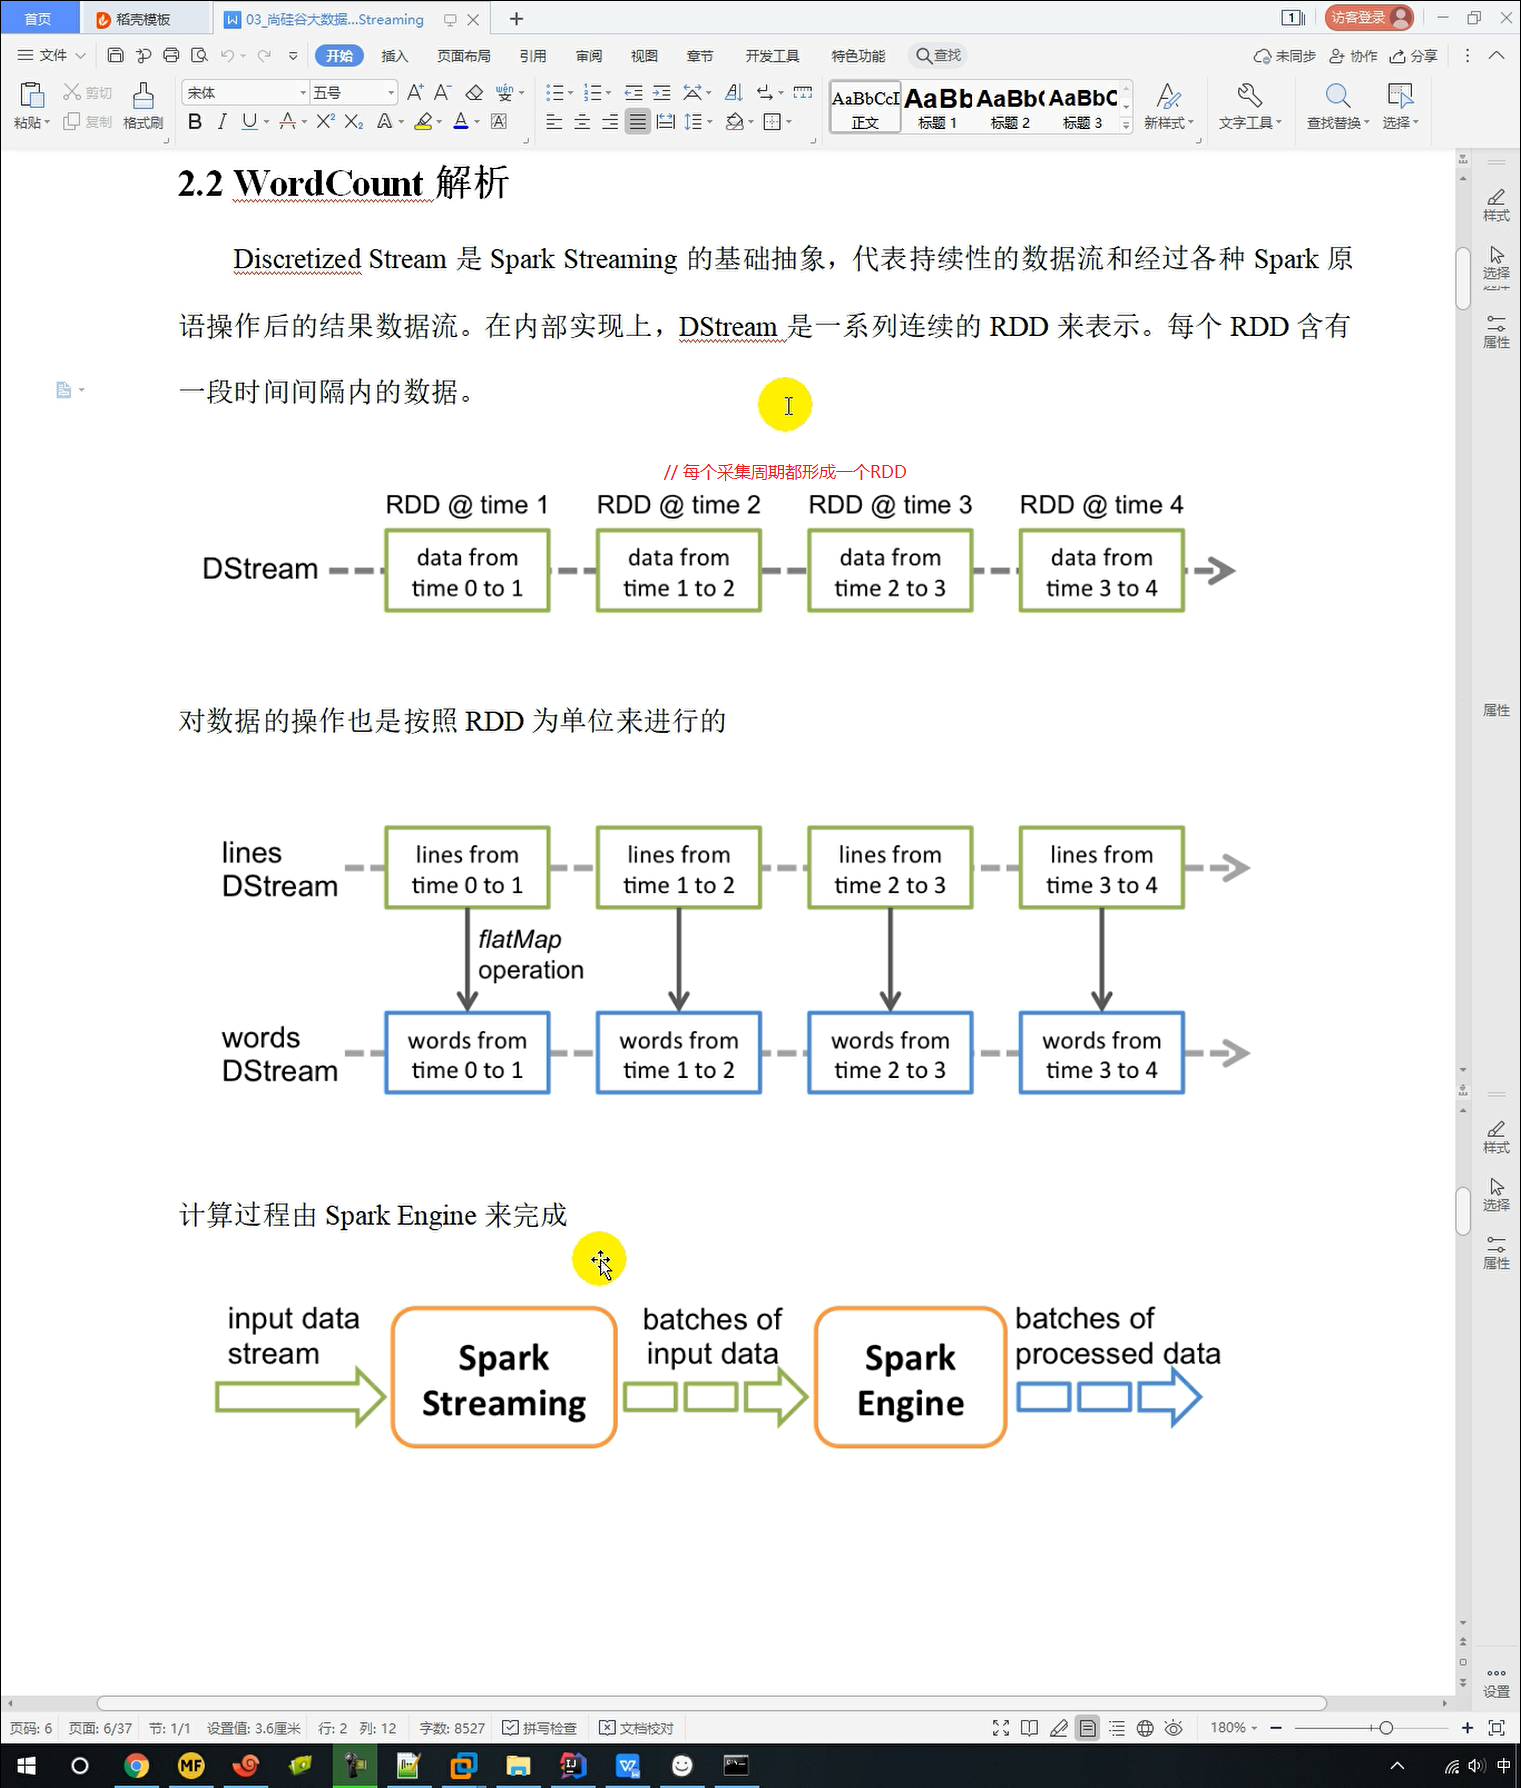 首页 稻壳模板 03_尚硅谷大数据...Streaming 1 访客登录
文件 开始 插入 页面布局 引用 审阅 视图 章节 开发工具 特色功能 查找 未同步 协作 分享
粘贴 剪切 复制 格式刷 宋体 五号 AaBbCcI 正文 AaBb 标题 1 AaBb( 标题 2 AaBbC 标题 3 新样式 文字工具 查找替换 选择
2.2 WordCount 解析
Discretized Stream 是 Spark Streaming 的基础抽象，代表持续性的数据流和经过各种 Spark 原
语操作后的结果数据流。在内部实现上，DStream 是一系列连续的 RDD 来表示。每个 RDD 含有
一段时间间隔内的数据。
// 每个采集周期都形成一个RDD
RDD @ time 1 RDD @ time 2 RDD @ time 3 RDD @ time 4
DStream
data from time 0 to 1
data from time 1 to 2
data from time 2 to 3
data from time 3 to 4
对数据的操作也是按照 RDD 为单位来进行的
lines DStream
lines from time 0 to 1
lines from time 1 to 2
lines from time 2 to 3
lines from time 3 to 4
flatMap operation
words DStream
words from time 0 to 1
words from time 1 to 2
words from time 2 to 3
words from time 3 to 4
计算过程由 Spark Engine 来完成
input data stream
Spark Streaming
batches of input data
Spark Engine
batches of processed data
样式
选择
属性
属性
样式
选择
属性
设置
页码: 6 页面: 6/37 节: 1/1 设置值: 3.6厘米 行: 2 列: 12 字数: 8527 拼写检查 文档校对 180%
中